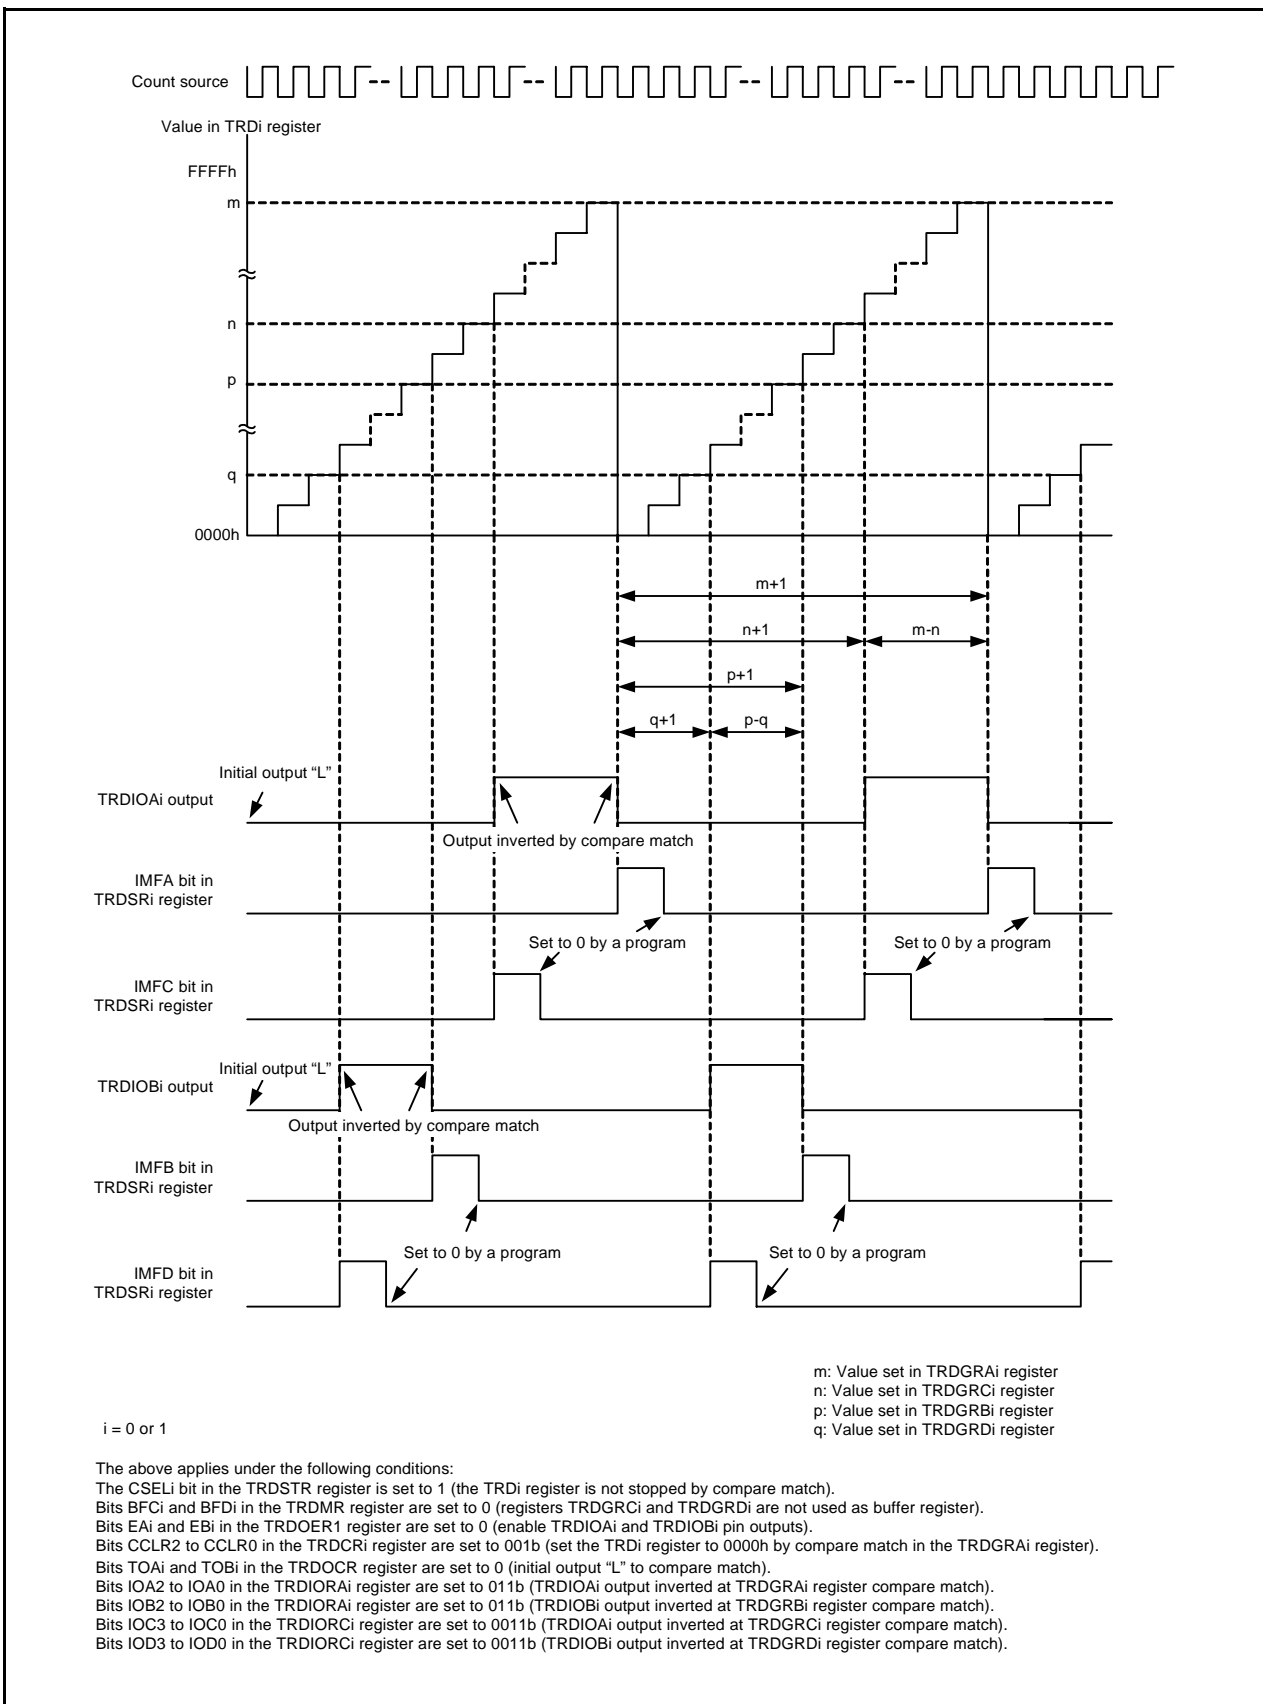 Count source
Value in TRDi register
FFFFh
m
n
p
q
0000h
m+1
n+1
m-n
p+1
q+1
p-q
Initial output “L”
TRDIOAi output
Output inverted by compare match
IMFA bit in
TRDSRi register
Set to 0 by a program
Set to 0 by a program
IMFC bit in
TRDSRi register
Initial output “L”
TRDIOBi output
Output inverted by compare match
IMFB bit in
TRDSRi register
Set to 0 by a program
Set to 0 by a program
IMFD bit in
TRDSRi register
m: Value set in TRDGRAi register
n: Value set in TRDGRCi register
p: Value set in TRDGRBi register
q: Value set in TRDGRDi register
i = 0 or 1
The above applies under the following conditions:
The CSELi bit in the TRDSTR register is set to 1 (the TRDi register is not stopped by compare match).
Bits BFCi and BFDi in the TRDMR register are set to 0 (registers TRDGRCi and TRDGRDi are not used as buffer register).
Bits EAi and EBi in the TRDOER1 register are set to 0 (enable TRDIOAi and TRDIOBi pin outputs).
Bits CCLR2 to CCLR0 in the TRDCRi register are set to 001b (set the TRDi register to 0000h by compare match in the TRDGRAi register).
Bits TOAi and TOBi in the TRDOCR register are set to 0 (initial output “L” to compare match).
Bits IOA2 to IOA0 in the TRDIORAi register are set to 011b (TRDIOAi output inverted at TRDGRAi register compare match).
Bits IOB2 to IOB0 in the TRDIORAi register are set to 011b (TRDIOBi output inverted at TRDGRBi register compare match).
Bits IOC3 to IOC0 in the TRDIORCi register are set to 0011b (TRDIOAi output inverted at TRDGRCi register compare match).
Bits IOD3 to IOD0 in the TRDIORCi register are set to 0011b (TRDIOBi output inverted at TRDGRDi register compare match).